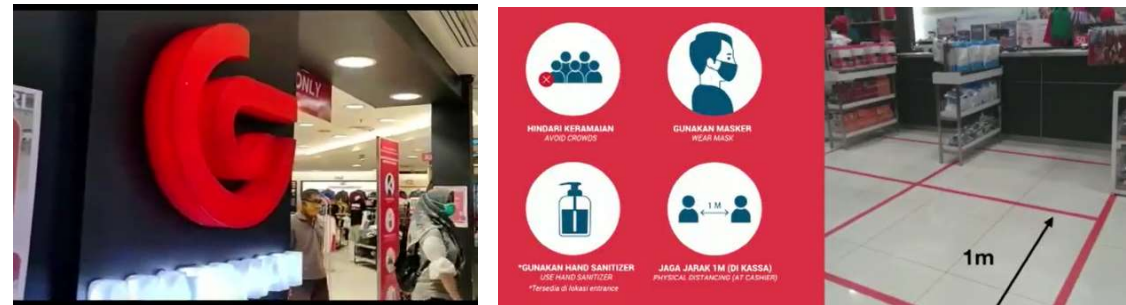 ONLY
HINDARI KERAMAIAN
AVOID CROWDS
GUNAKAN MASKER
WEAR MASK
1 M
*GUNAKAN HAND SANITIZER
USE HAND SANITIZER
*Tersedia di lokasi entrance
JAGA JARAK 1M (DI KASSA)
PHYSICAL DISTANCING (AT CASHIER)
1m